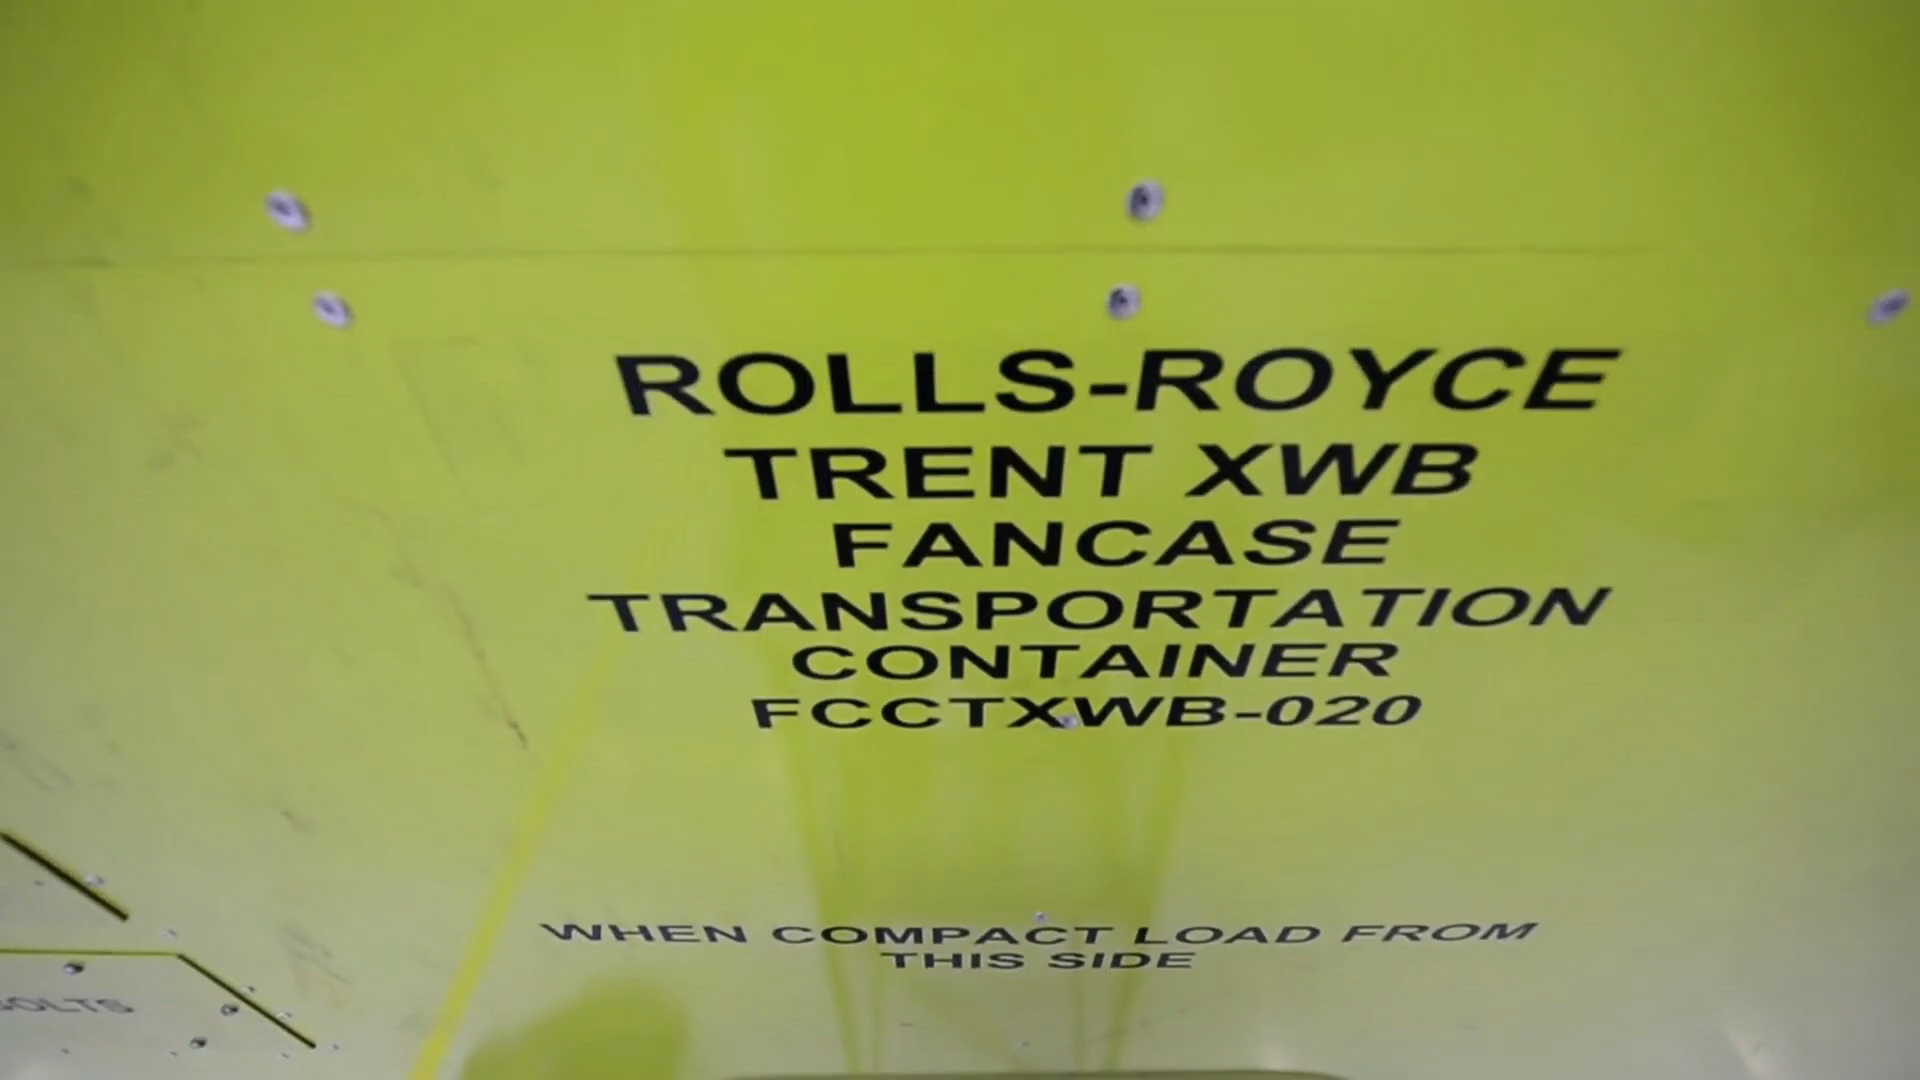 ROLLS-ROYCE
TRENT XWB
FANCASE
TRANSPORTATION
CONTAINER
FCCTXWB-020
WHEN COMPACT LOAD FROM
THIS SIDE